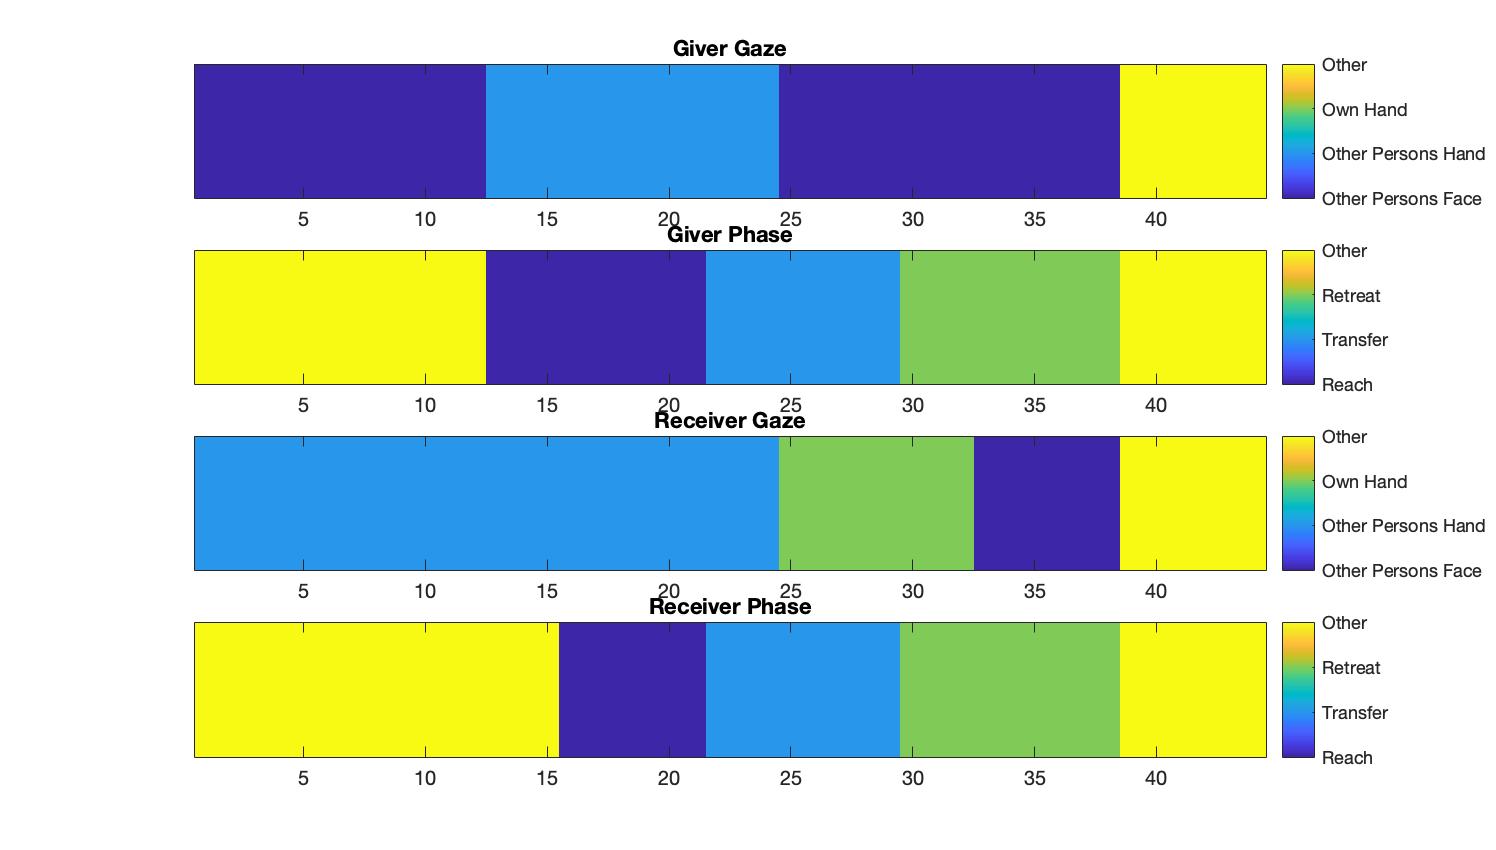 Giver Gaze
Other
Own Hand
Other Persons Hand
Other Persons Face
5 10 15 20 25 30 35 40
Giver Phase
Other
Retreat
Transfer
Reach
5 10 15 20 25 30 35 40
Receiver Gaze
Other
Own Hand
Other Persons Hand
Other Persons Face
5 10 15 20 25 30 35 40
Receiver Phase
Other
Retreat
Transfer
Reach
5 10 15 20 25 30 35 40